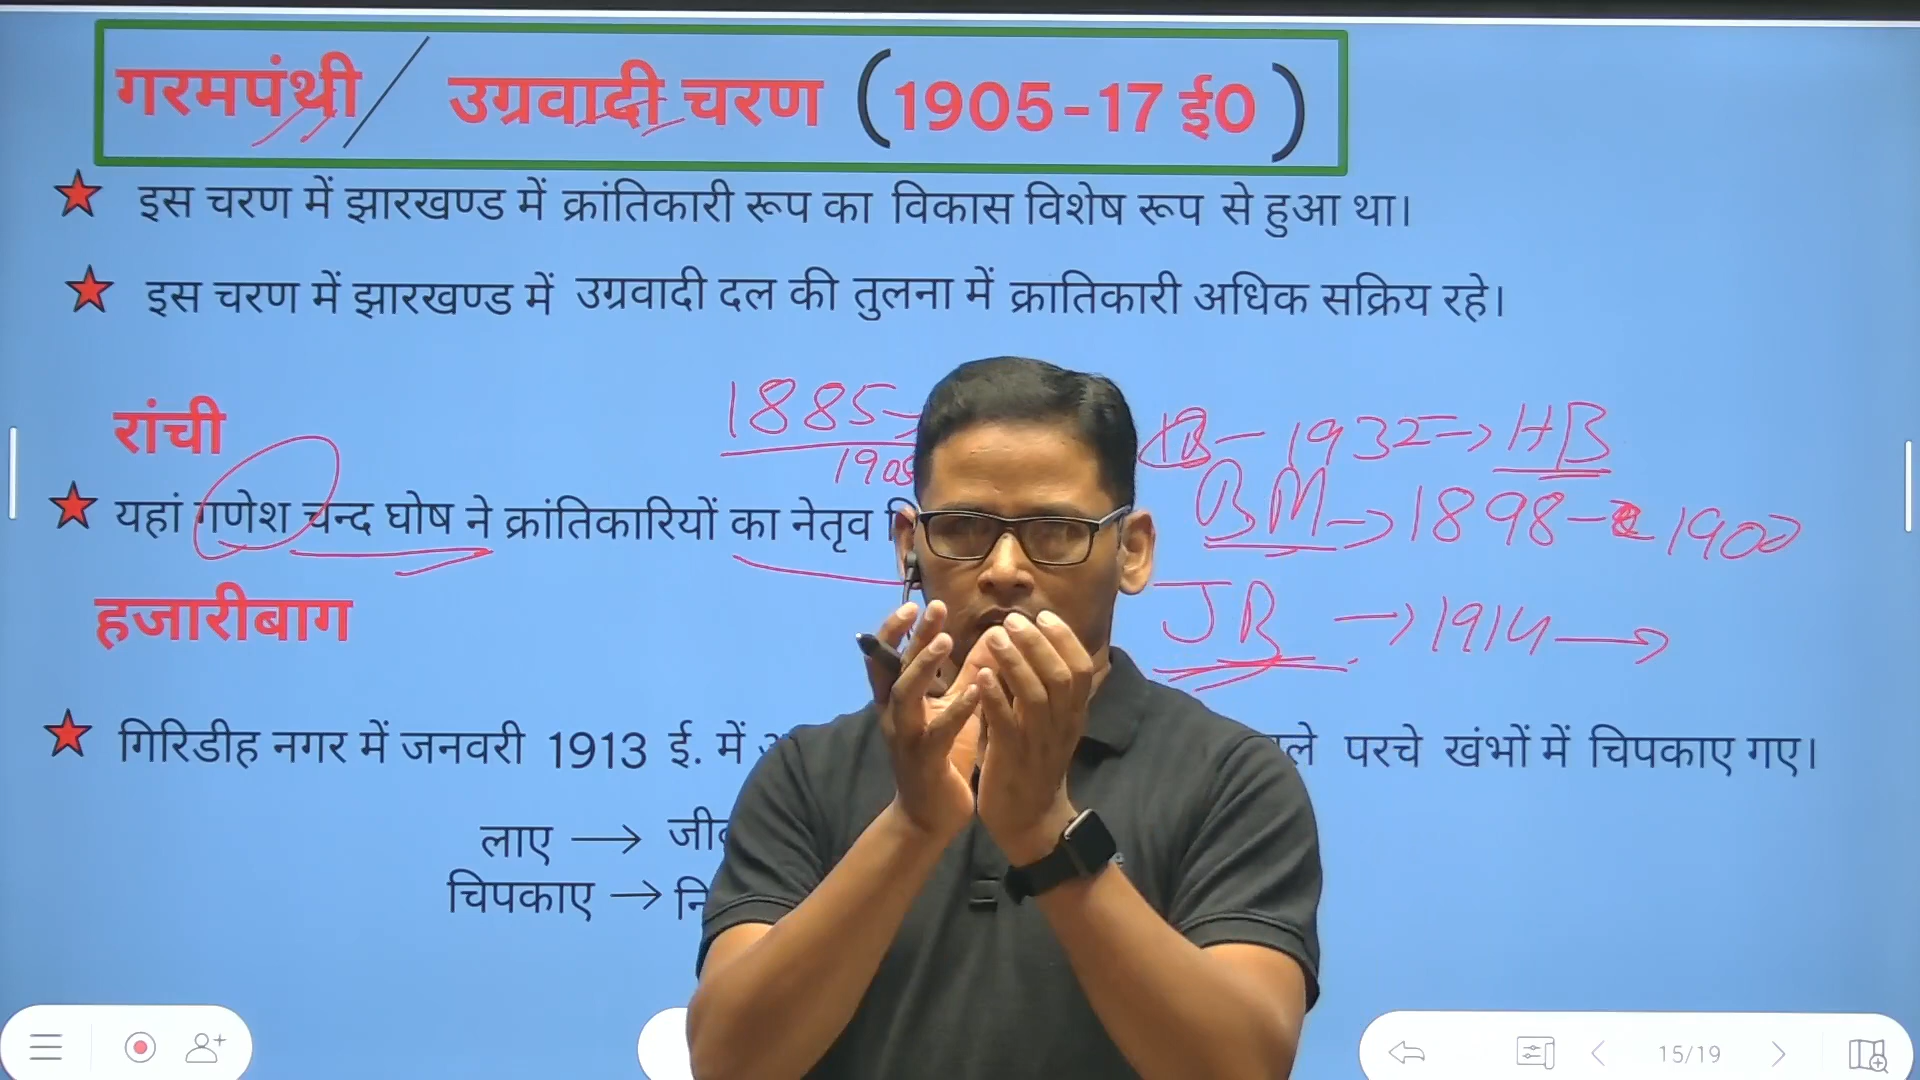 गरमपंथी / उग्रवादी चरण (1905-17 ई0)
★ इस चरण में झारखण्ड में क्रांतिकारी रूप का विकास विशेष रूप से हुआ था।
★ इस चरण में झारखण्ड में उग्रवादी दल की तुलना में क्रातिकारी अधिक सक्रिय रहे।
1885
190
1932 => HB
रांची
BM -> 1898 - 1900
★ यहां गणेश चन्द घोष ने क्रांतिकारियों का नेतृव
JB -> 1914 ->
हजारीबाग
★ गिरिडीह नगर में जनवरी 1913 ई. में परचे खंभों में चिपकाए गए।
लाए →
चिपकाए →
15/19